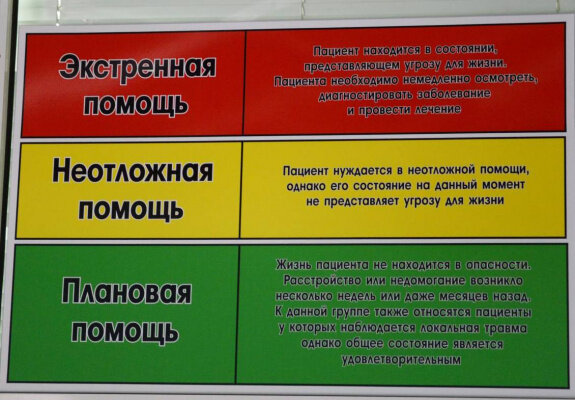 Экстренная
помощь
Пациент находится в состоянии,
представляющем угрозу для жизни.
Пациента необходимо немедленно осмотреть,
диагностировать заболевание
и провести лечение
Неотложная
помощь
Пациент нуждается в неотложной помощи,
однако его состояние на данный момент
не представляет угрозу для жизни
Плановая
помощь
Жизнь пациента не находится в опасности.
Расстройство или недомогание возникло
несколько недель или даже месяцев назад.
К данной группе также относятся пациенты
у которых наблюдается локальная травма
однако общее состояние является
удовлетворительным